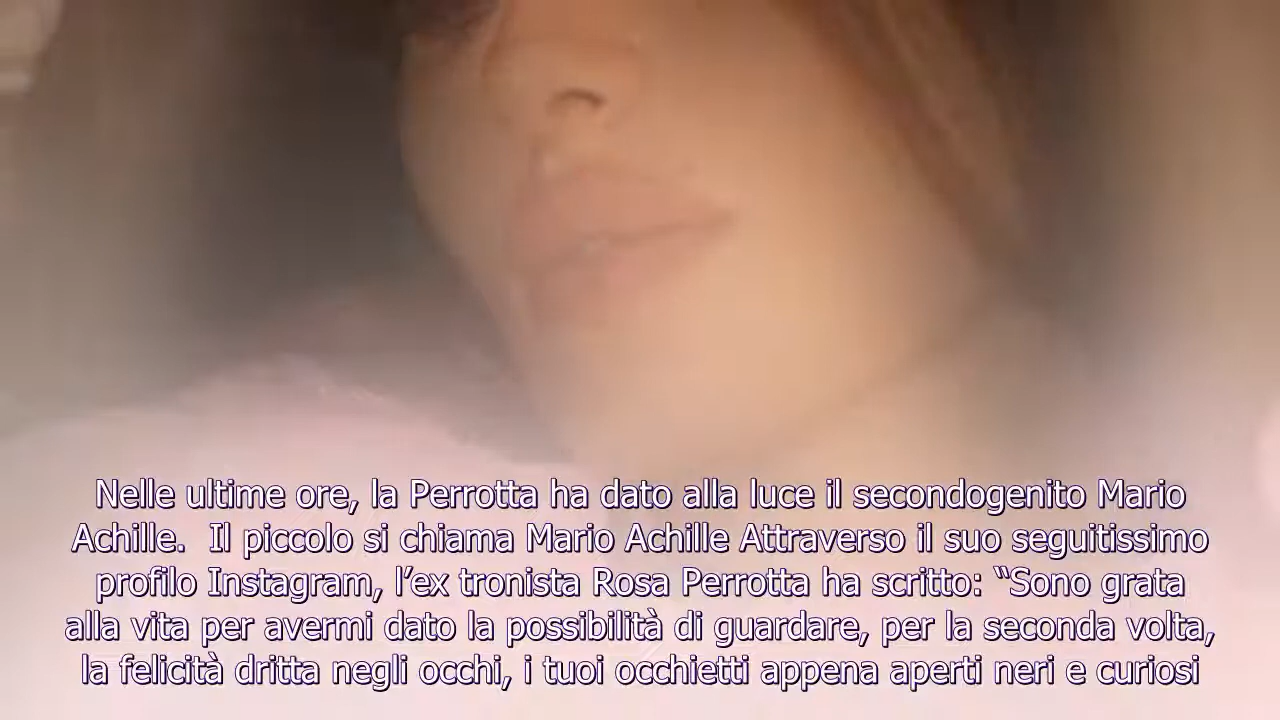 Nelle ultime ore, la Perrotta ha dato alla luce il secondogenito Mario
Achille.  Il piccolo si chiama Mario Achille Attraverso il suo seguitissimo
profilo Instagram, l’ex tronista Rosa Perrotta ha scritto: “Sono grata
alla vita per avermi dato la possibilità di guardare, per la seconda volta,
la felicità dritta negli occhi, i tuoi occhietti appena aperti neri e curiosi